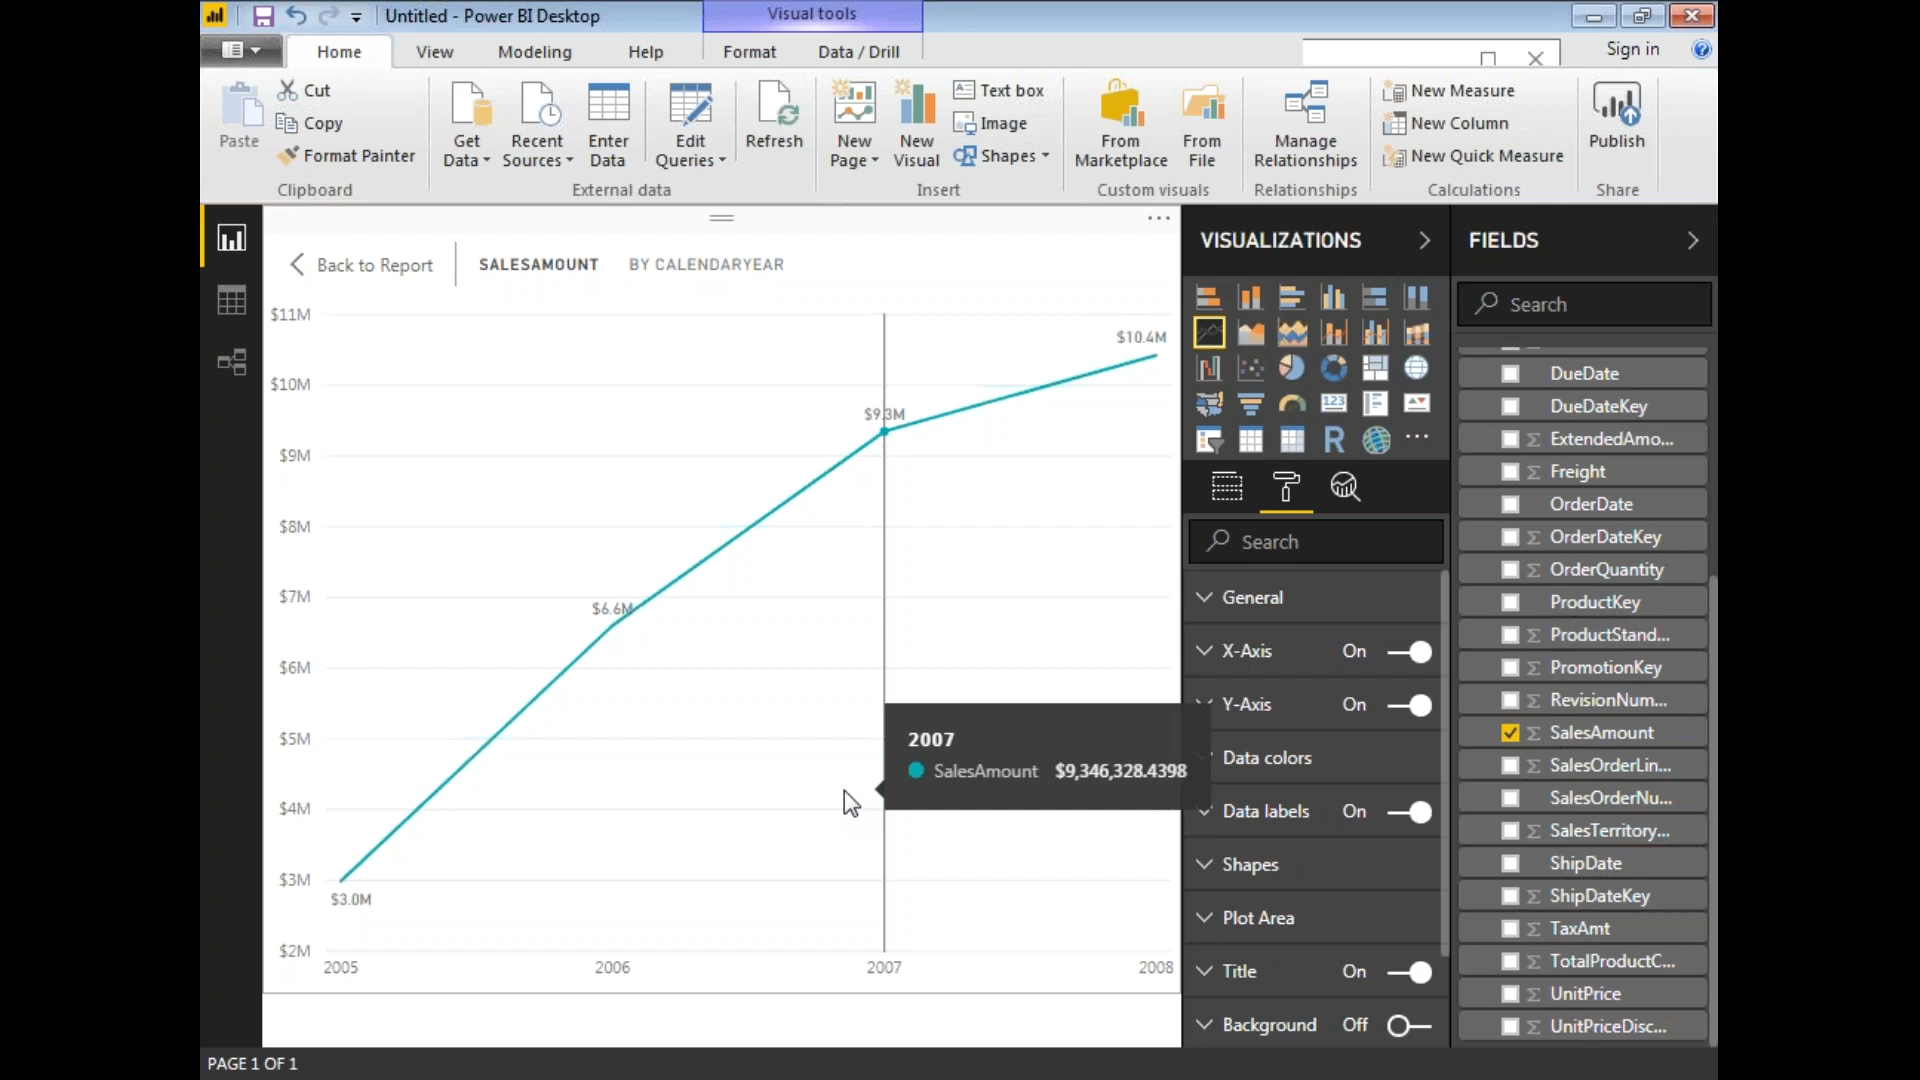 Untitled - Power BI Desktop
Visual tools
Home View Modeling Help Format Data / Drill
Sign in
Paste
Cut
Copy
Format Painter
Clipboard
Get Data
Recent Sources
Enter Data
Edit Queries
Refresh
External data
New Page
New Visual
Text box
Image
Shapes
Insert
From Marketplace
From File
Custom visuals
Manage Relationships
Relationships
New Measure
New Column
New Quick Measure
Calculations
Publish
Share
Back to Report
SALESAMOUNT BY CALENDARYEAR
$11M
$10M
$9M
$8M
$7M
$6M
$5M
$4M
$3M
$2M
$10.4M
$9.3M
$6.6M
$3.0M
2005 2006 2007 2008
2007
SalesAmount $9,346,328.4398
VISUALIZATIONS
123
R
Search
General
X-Axis On
Y-Axis On
Data colors
Data labels On
Shapes
Plot Area
Title On
Background Off
FIELDS
Search
DueDate
DueDateKey
Σ ExtendedAmo...
Σ Freight
OrderDate
Σ OrderDateKey
Σ OrderQuantity
ProductKey
Σ ProductStand...
Σ PromotionKey
Σ RevisionNum...
Σ SalesAmount
Σ SalesOrderLin...
SalesOrderNu...
Σ SalesTerritory...
ShipDate
Σ ShipDateKey
Σ TaxAmt
Σ TotalProductC...
Σ UnitPrice
Σ UnitPriceDisc...
PAGE 1 OF 1